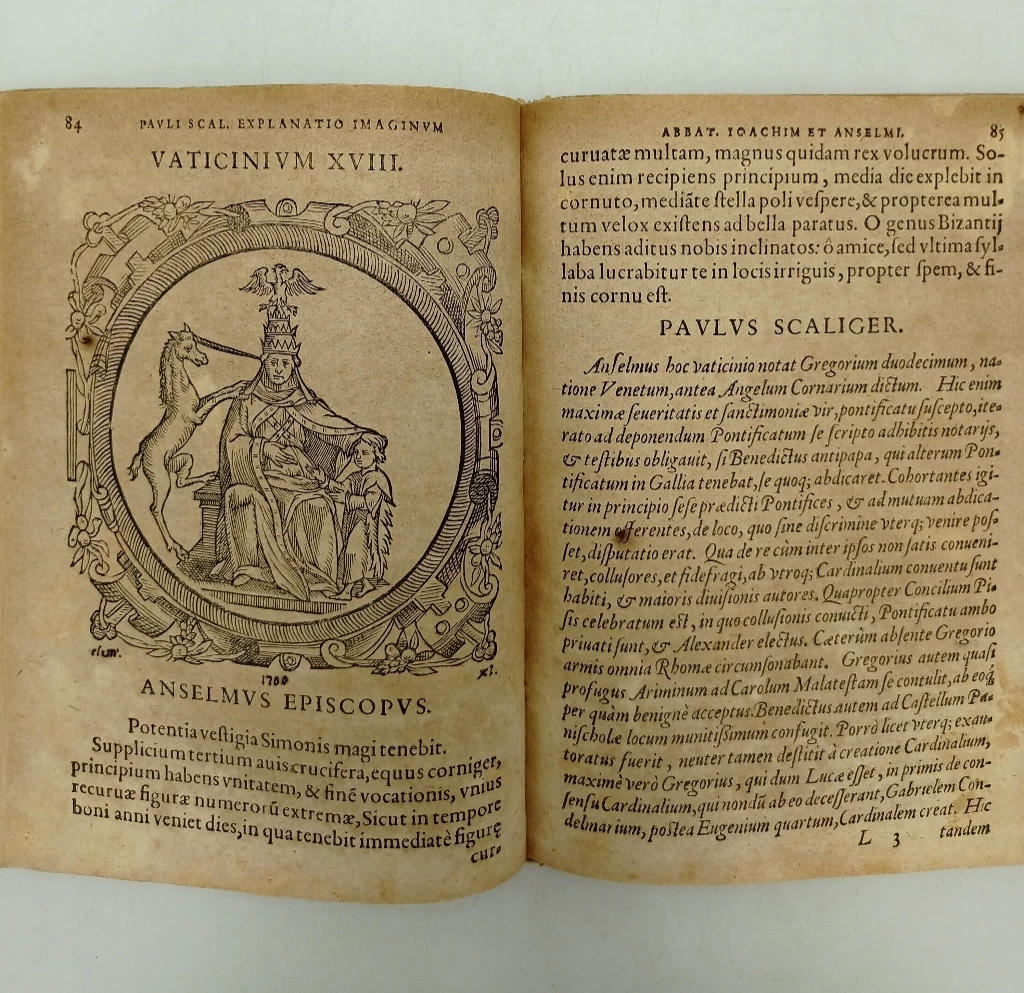 84
PAVLI SCAL. EXPLANATIO IMAGINVM
VATICINIVM XVIII.
1700
ANSELMVS EPISCOPVS.
Potentia veſtigia Simonis magi tenebit.
Supplicium tertium auis crucifera, equus corniger,
principium habens vnitatem, & finē vocationis, vnius
recuruæ figuræ numerorū extremæ, Sicut in tempore
boni anni veniet dies, in qua tenebit immediatè figurę
cur-
ABBAT. IOACHIM ET ANSELMI.
85
curuatæ multam, magnus quidam rex volucrum. So-
lus enim recipiens principium, media die explebit in
cornuto, mediāte ſtella poli veſpere, & propterea mul-
tum velox exiſtens ad bella paratus. O genus Bizantij
habens aditus nobis inclinatos: ô amice, ſed vltima ſyl-
laba lucrabitur te in locis irriguis, propter ſpem, & fi-
nis cornu eſt.
PAVLVS SCALIGER.
Anſelmus hoc vaticinio notat Gregorium duodecimum, na-
tione Venetum, antea Angelum Cornarium dictum. Hic enim
maximæ ſeueritatis et ſanctimoniæ vir, pontificatu ſuſcepto, ite-
rato ad deponendum Pontificatum ſe ſcripto adhibitis notarijs,
& teſtibus obligauit, ſi Benedictus antipapa, qui alterum Pon-
tificatum in Gallia tenebat, ſe quoq; abdicaret. Cohortantes igi-
tur in principio ſeſe prædicti Pontifices, & ad mutuam abdica-
tionem offerentes, de loco, quo ſine diſcrimine vterq; venire poſ-
ſet, diſputatio erat. Qua de re cùm inter ipſos non ſatis conueni-
ret, colluſores, et fidefragi, ab vtroq; Cardinalium conuentu ſunt
habiti, & maioris diuiſionis autores. Quapropter Concilium Pi-
ſis celebratum eſt, in quo colluſionis conuicti, Pontificatu ambo
priuati ſunt, & Alexander electus. Cæterùm abſente Gregorio
armis omnia Rhomæ circumſonabant. Gregorius autem quaſi
profugus Ariminum ad Carolum Malateſtam ſe contulit, ab eoq́;
per quàm benignè acceptus. Benedictus autem ad Caſtellum Pa-
niſcholæ locum munitiſſimum confugit. Porrò licet vterq; exau-
toratus fuerit, neuter tamen deſtitit à creatione Cardinalium,
maximè verò Gregorius, qui dum Lucæ eſſet, in primis de con-
ſenſu Cardinalium, qui nondū ab eo deceſſerant, Gabrielem Con-
delmarium, poſtea Eugenium quartum, Cardinalem creat. Hic
L 3 tandem